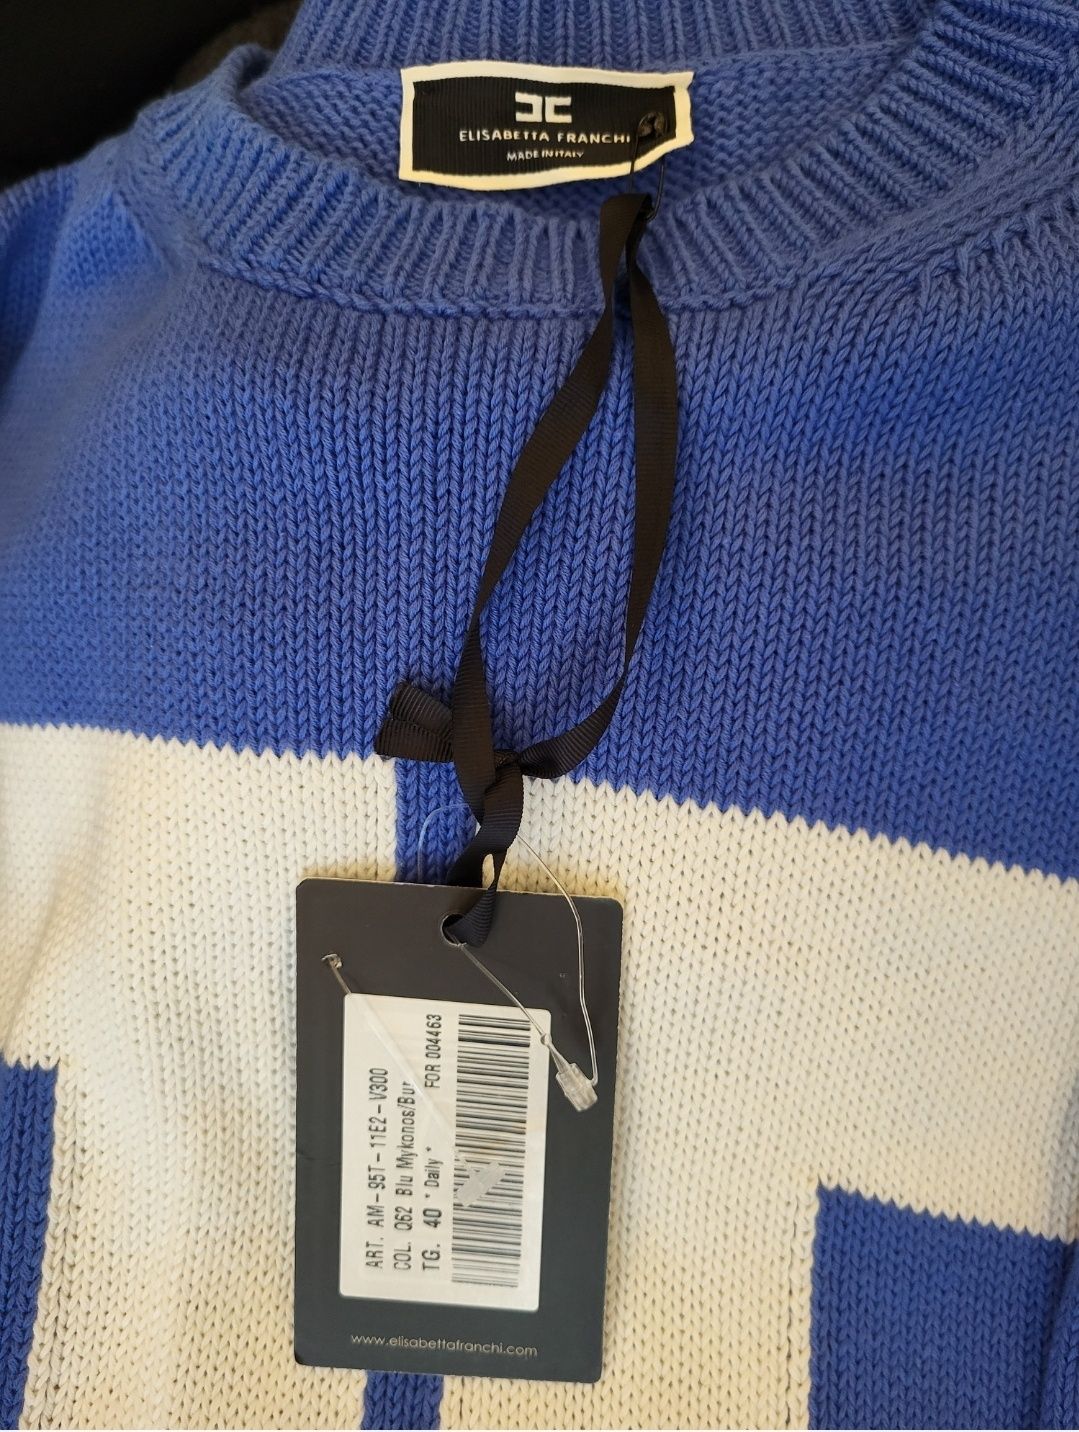 ELISABETTA FRANCHI
MADE IN ITALY
ART. AM-95T-11E2-V300
COL. Q62 Blu Mykonos/Bur
TG. 40 * Daily *
FOR 004463
www.elisabettafranchi.com